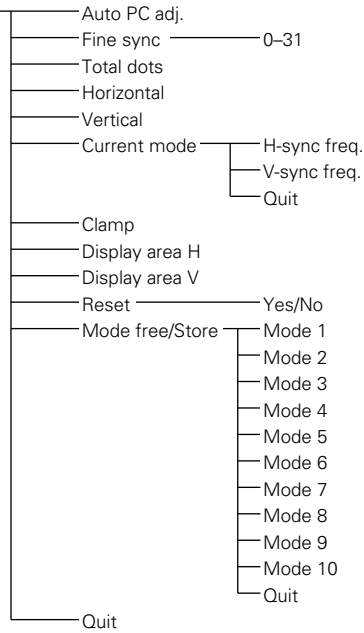 Auto PC adj.
Fine sync 0–31
Total dots
Horizontal
Vertical
Current mode H-sync freq.
V-sync freq.
Quit
Clamp
Display area H
Display area V
Reset Yes/No
Mode free/Store Mode 1
Mode 2
Mode 3
Mode 4
Mode 5
Mode 6
Mode 7
Mode 8
Mode 9
Mode 10
Quit
Quit